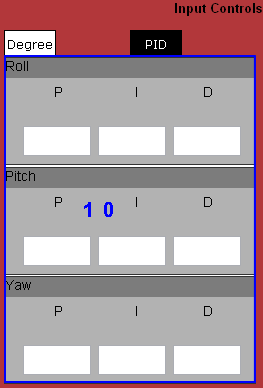 Input Controls
Degree PID
Roll
P I D
Pitch
P I D
1 0
Yaw
P I D